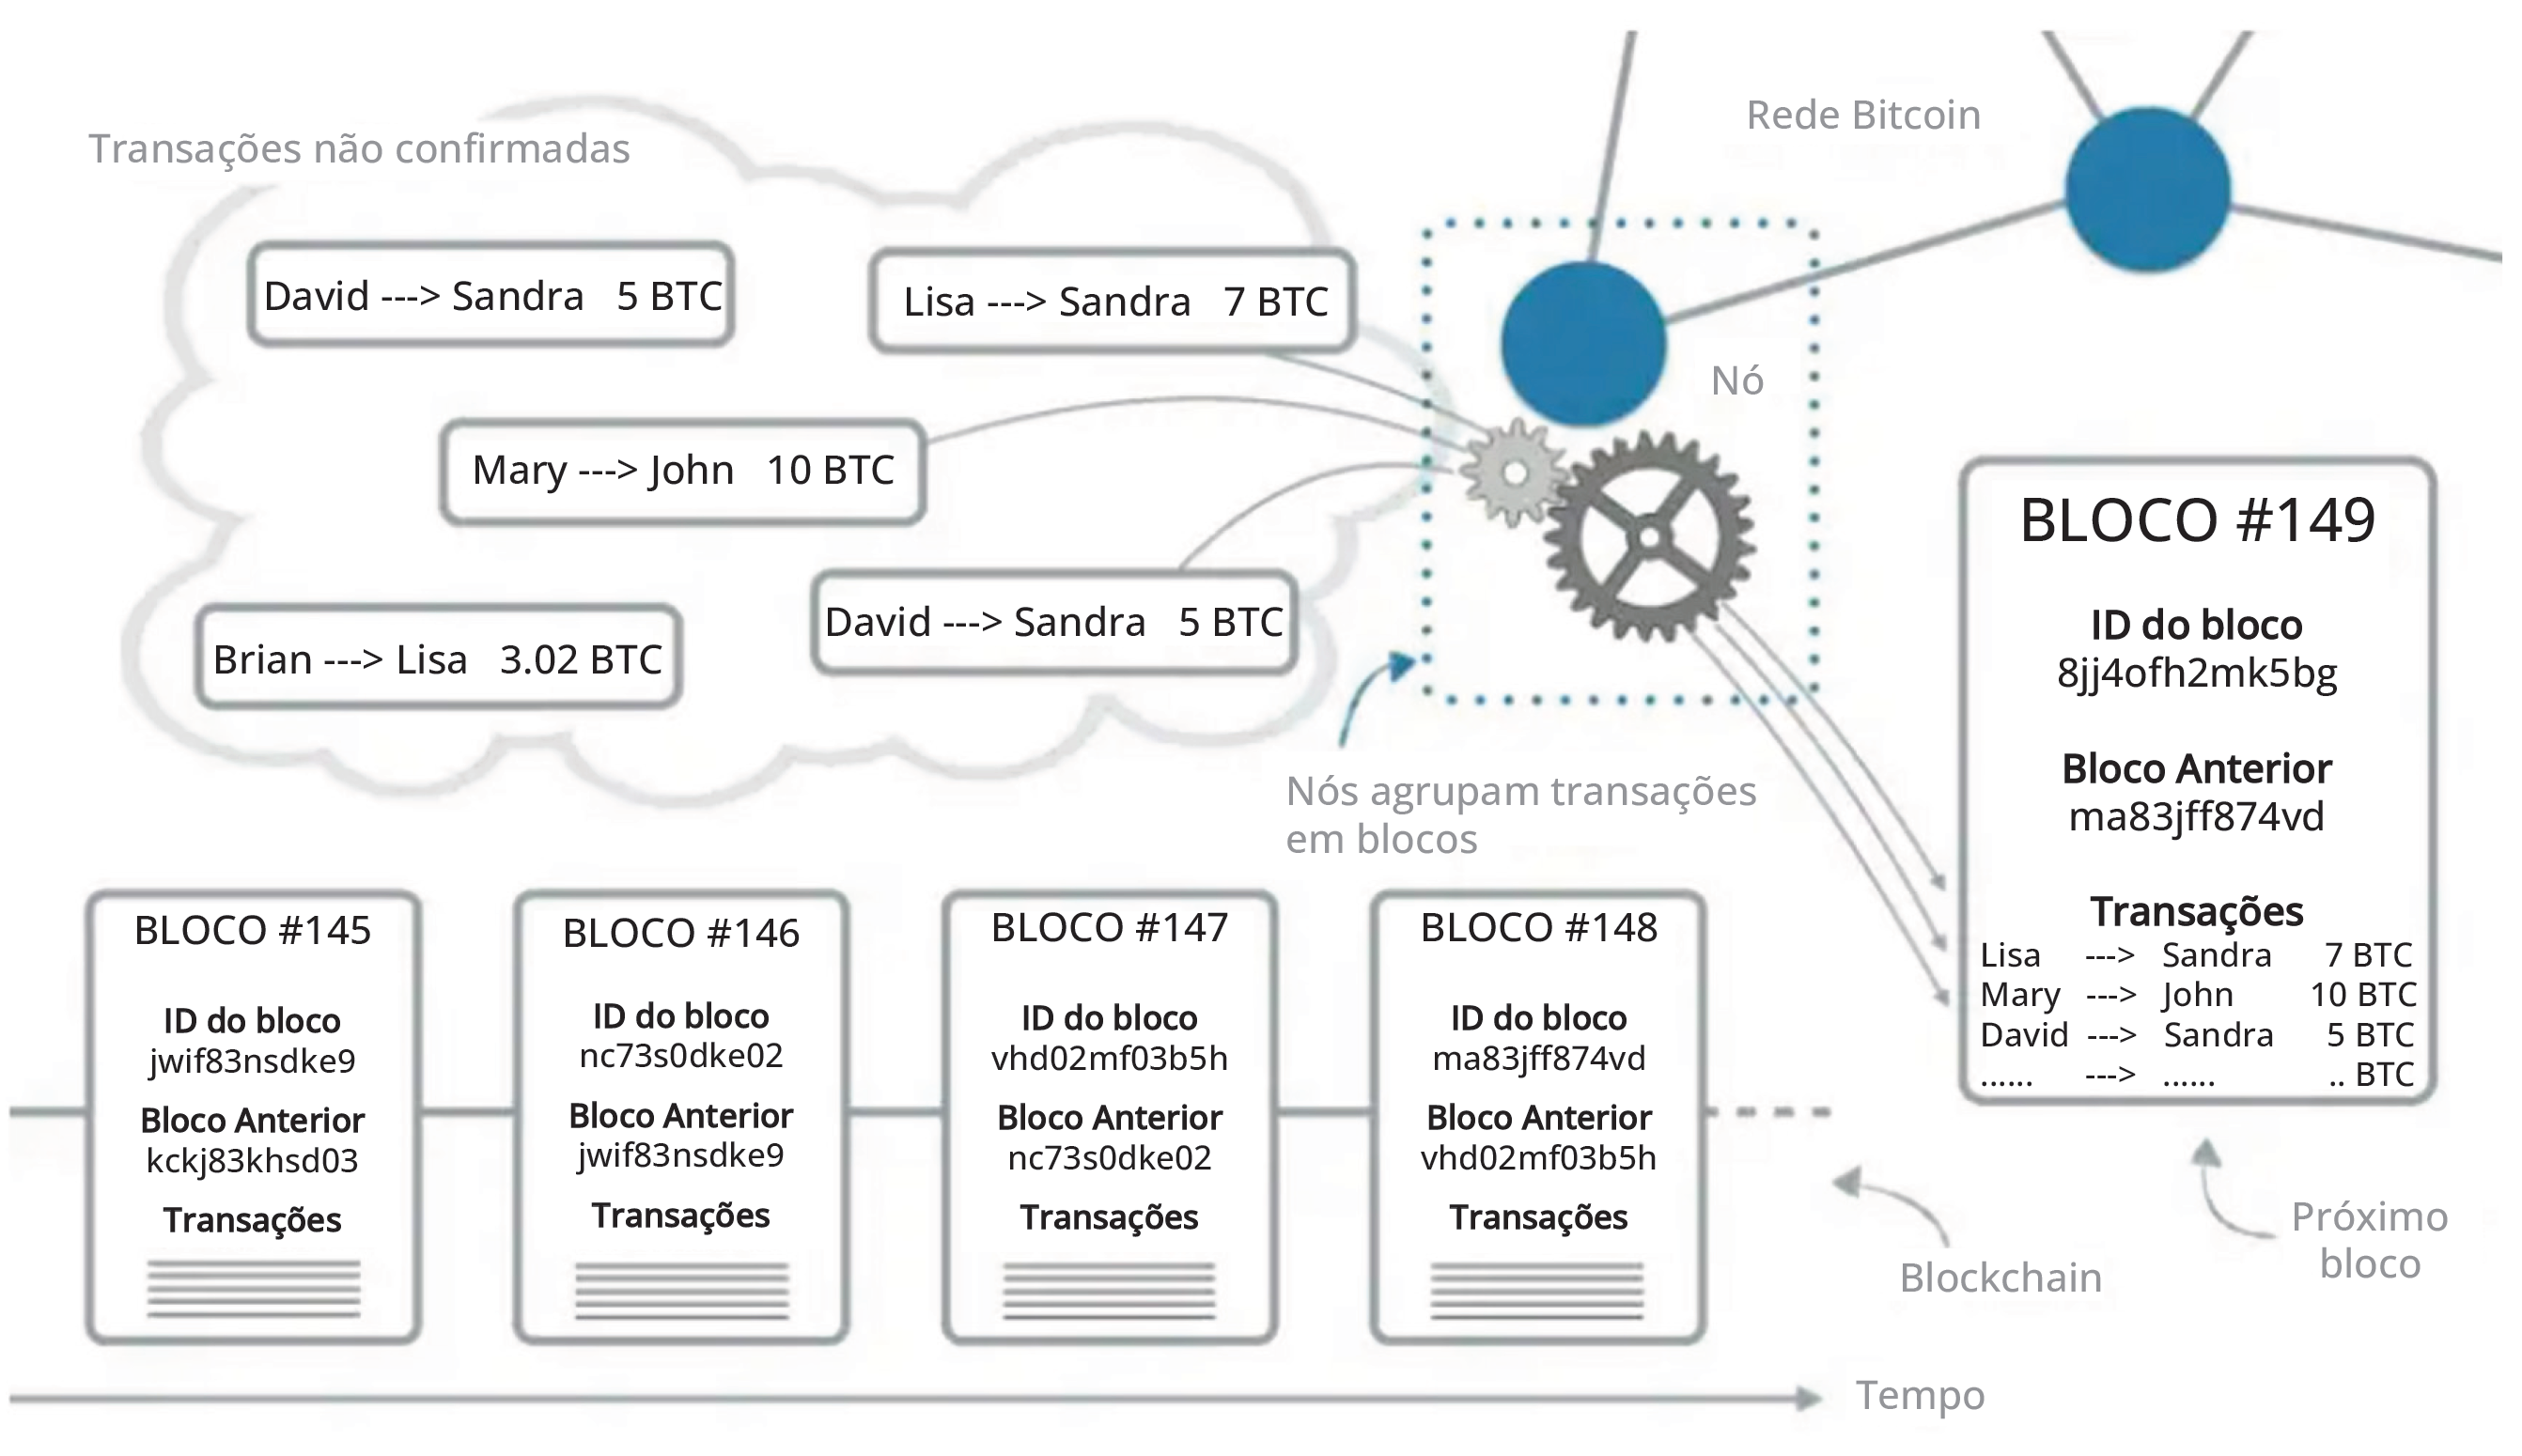 Rede Bitcoin
Transações não confirmadas
David ---> Sandra 5 BTC
Lisa ---> Sandra 7 BTC
Nó
Mary ---> John 10 BTC
David ---> Sandra 5 BTC
Brian ---> Lisa 3.02 BTC
Nós agrupam transações
em blocos
BLOCO #149
ID do bloco
8jj4ofh2mk5bg
Bloco Anterior
ma83jff874vd
Transações
Lisa ---> Sandra 7 BTC
Mary ---> John 10 BTC
David ---> Sandra 5 BTC
...... ---> ...... .. BTC
BLOCO #145
ID do bloco
jwif83nsdke9
Bloco Anterior
kckj83khsd03
Transações
BLOCO #146
ID do bloco
nc73s0dke02
Bloco Anterior
jwif83nsdke9
Transações
BLOCO #147
ID do bloco
vhd02mf03b5h
Bloco Anterior
nc73s0dke02
Transações
BLOCO #148
ID do bloco
ma83jff874vd
Bloco Anterior
vhd02mf03b5h
Transações
Blockchain
Próximo
bloco
Tempo